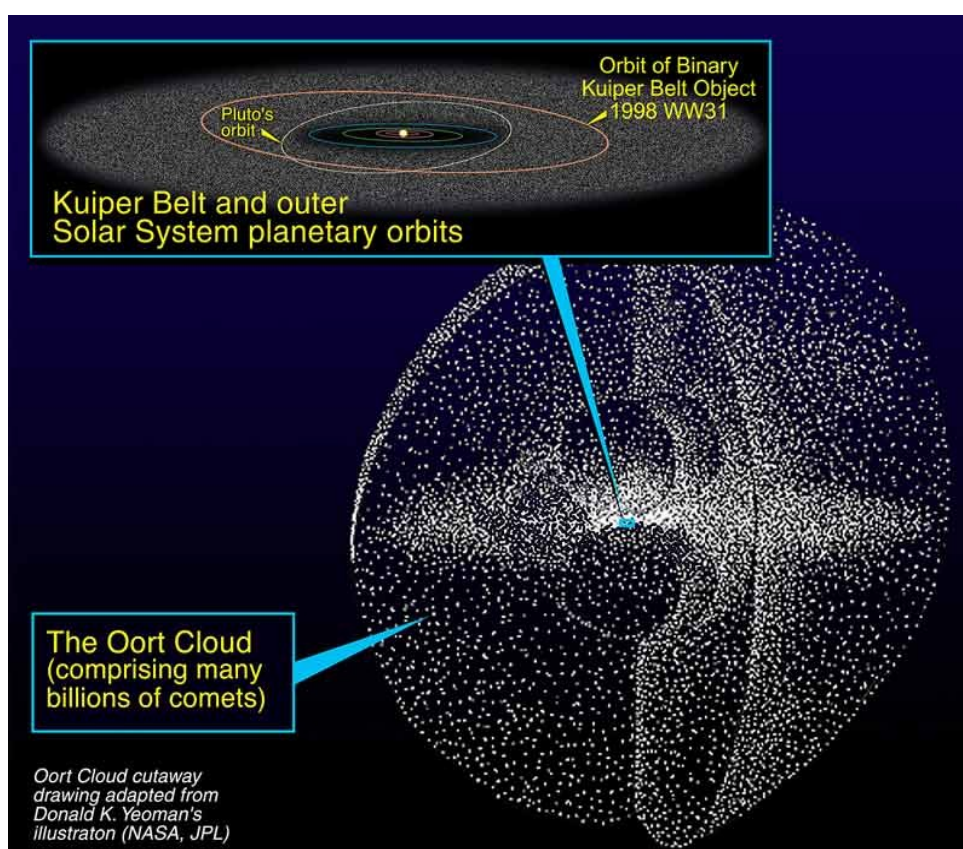 Orbit of Binary
Kuiper Belt Object
1998 WW31
Pluto's
orbit
Kuiper Belt and outer
Solar System planetary orbits
The Oort Cloud
(comprising many
billions of comets)
Oort Cloud cutaway
drawing adapted from
Donald K. Yeoman's
illustraton (NASA, JPL)